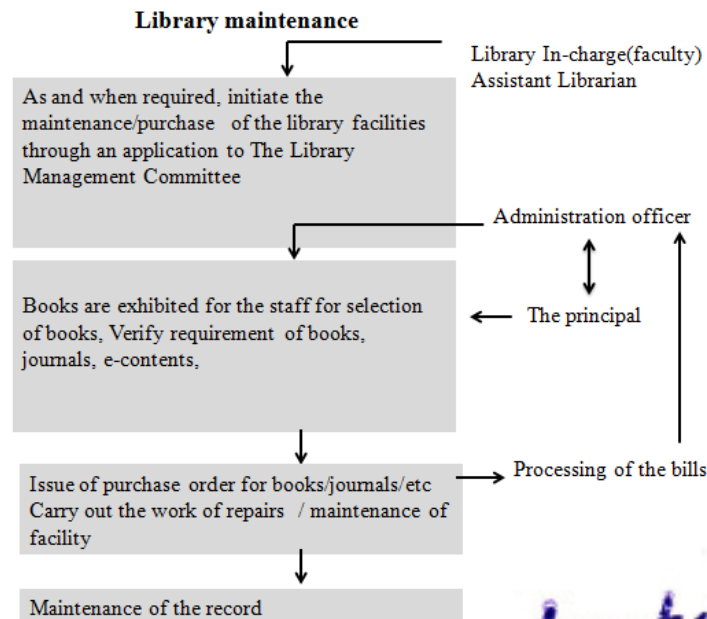 Library maintenance
Library In-charge(faculty)
Assistant Librarian
As and when required, initiate the
maintenance/purchase of the library facilities
through an application to The Library
Management Committee
Administration officer
Books are exhibited for the staff for selection
of books, Verify requirement of books,
journals, e-contents,
The principal
Issue of purchase order for books/journals/etc
Carry out the work of repairs / maintenance of
facility
Processing of the bills
Maintenance of the record